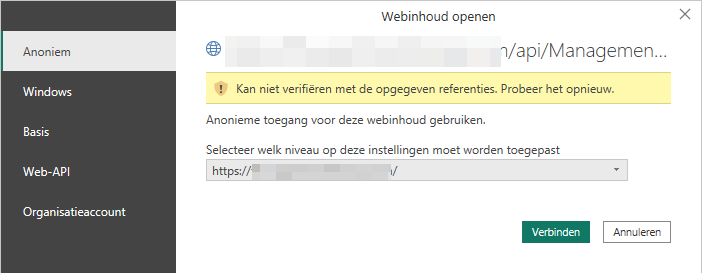 Webinhoud openen
Anoniem
Windows
Basis
Web-API
Organisatieaccount
/api/Managemen...
Kan niet verifiëren met de opgegeven referenties. Probeer het opnieuw.
Anonieme toegang voor deze webinhoud gebruiken.
Selecteer welk niveau op deze instellingen moet worden toegepast
https://
/
Verbinden
Annuleren